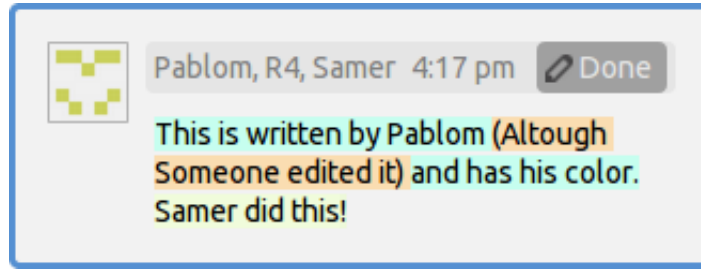 Pablom, R4, Samer 4:17 pm Done
This is written by Pablom (Altough
Someone edited it) and has his color.
Samer did this!